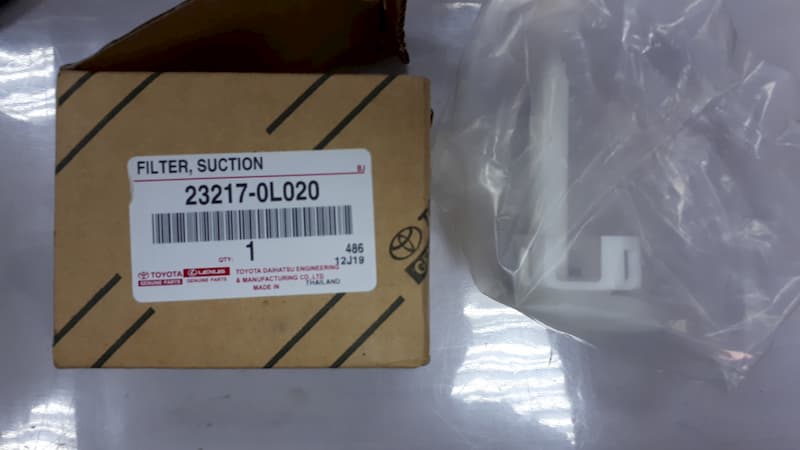 FILTER, SUCTION
BJ
23217-0L020
QTY: 1
486
12J19
TOYOTA LEXUS
GENUINE PARTS GENUINE PARTS
TOYOTA DAIHATSU ENGINEERING
& MANUFACTURING CO.,LTD
MADE IN THAILAND